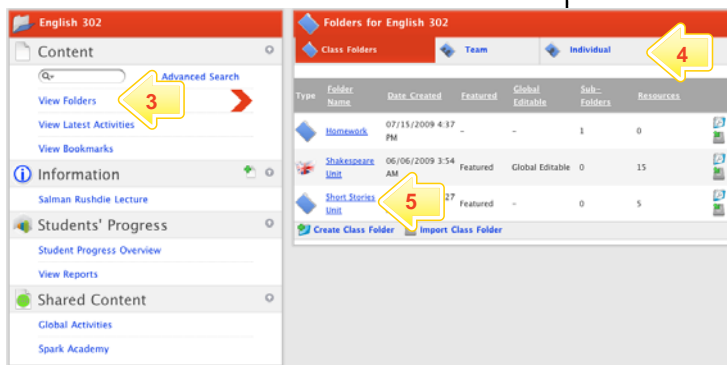 English 302
Content
Advanced Search
View Folders
3
View Latest Activities
View Bookmarks
Information
Salman Rushdie Lecture
Students' Progress
Student Progress Overview
View Reports
Shared Content
Global Activities
Spark Academy
Folders for English 302
Class Folders Team Individual
4
Type Folder Name Date Created Featured Global Editable Sub-Folders Resources
Homework 07/15/2009 4:37 PM - - 1 0
Shakespeare Unit 06/06/2009 3:54 AM Featured Global Editable 0 15
Short Stories Unit 5 27 Featured - 0 5
Create Class Folder Import Class Folder